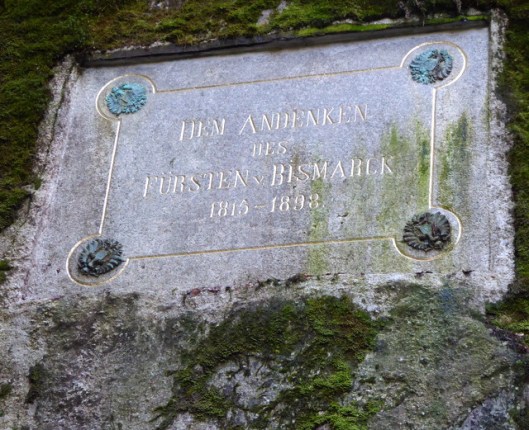 DEM ANDENKEN
DES
FÜRSTEN v. BISMARCK
1815-1898.